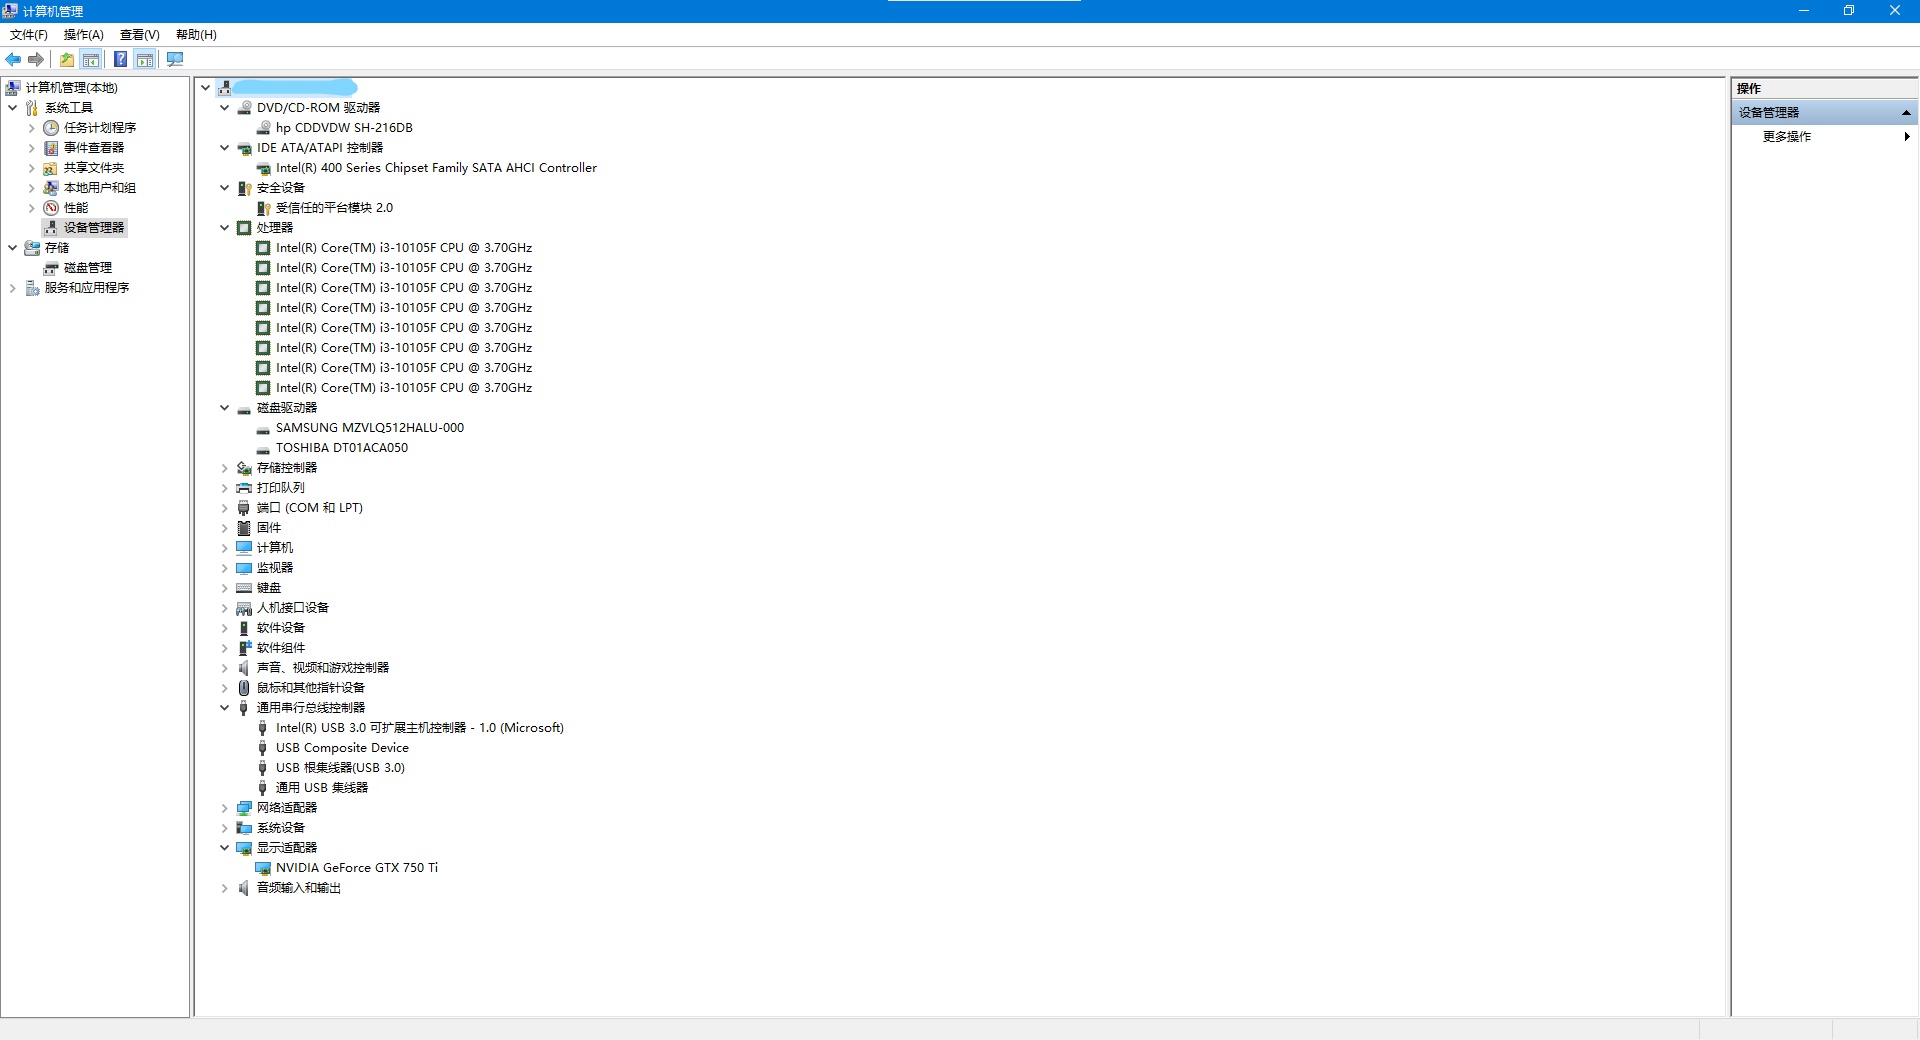 计算机管理
文件(F) 操作(A) 查看(V) 帮助(H)
计算机管理(本地)
系统工具
任务计划程序
事件查看器
共享文件夹
本地用户和组
性能
设备管理器
存储
磁盘管理
服务和应用程序
DVD/CD-ROM 驱动器
hp CDDVDW SH-216DB
IDE ATA/ATAPI 控制器
Intel(R) 400 Series Chipset Family SATA AHCI Controller
安全设备
受信任的平台模块 2.0
处理器
Intel(R) Core(TM) i3-10105F CPU @ 3.70GHz
Intel(R) Core(TM) i3-10105F CPU @ 3.70GHz
Intel(R) Core(TM) i3-10105F CPU @ 3.70GHz
Intel(R) Core(TM) i3-10105F CPU @ 3.70GHz
Intel(R) Core(TM) i3-10105F CPU @ 3.70GHz
Intel(R) Core(TM) i3-10105F CPU @ 3.70GHz
Intel(R) Core(TM) i3-10105F CPU @ 3.70GHz
Intel(R) Core(TM) i3-10105F CPU @ 3.70GHz
磁盘驱动器
SAMSUNG MZVLQ512HALU-000
TOSHIBA DT01ACA050
存储控制器
打印队列
端口 (COM 和 LPT)
固件
计算机
监视器
键盘
人机接口设备
软件设备
软件组件
声音、视频和游戏控制器
鼠标和其他指针设备
通用串行总线控制器
Intel(R) USB 3.0 可扩展主机控制器 - 1.0 (Microsoft)
USB Composite Device
USB 根集线器(USB 3.0)
通用 USB 集线器
网络适配器
系统设备
显示适配器
NVIDIA GeForce GTX 750 Ti
音频输入和输出
操作
设备管理器
更多操作